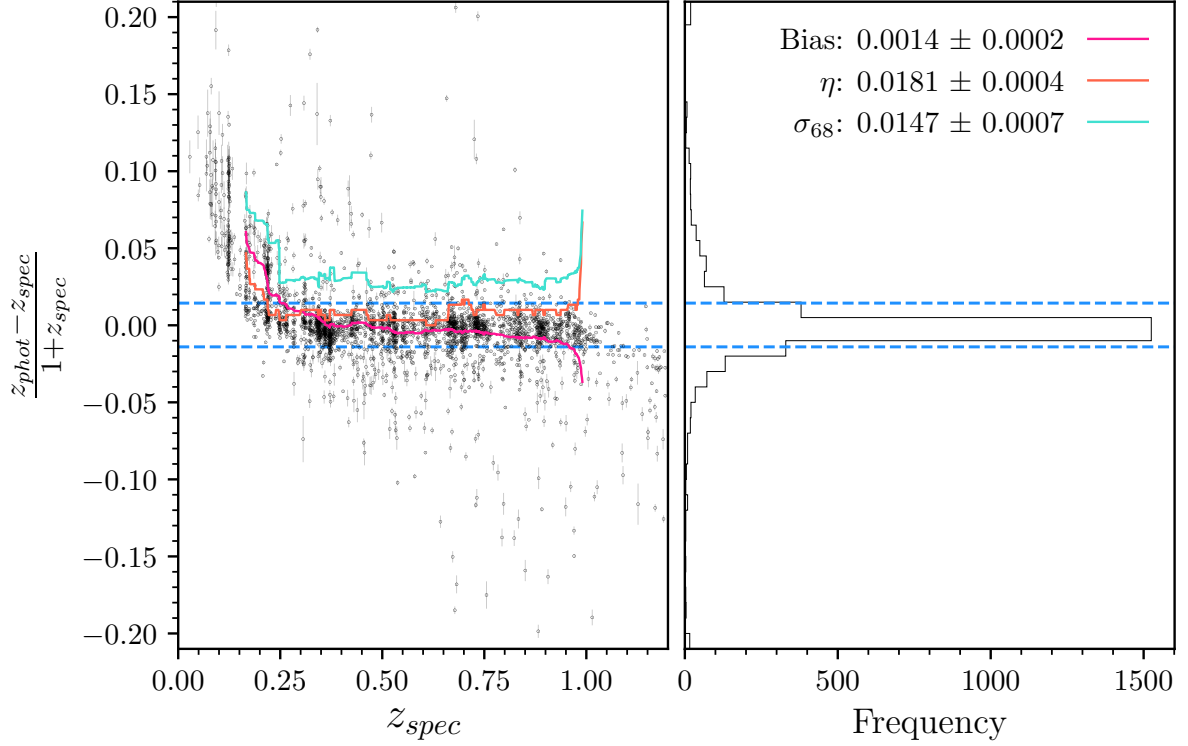 0.20
0.15
0.10
0.05
0.00
−0.05
−0.10
−0.15
−0.20
z_phot − z_spec
1 + z_spec
0.00 0.25 0.50 0.75 1.00
z_spec
Bias: 0.0014 ± 0.0002
η: 0.0181 ± 0.0004
σ68: 0.0147 ± 0.0007
0 500 1000 1500
Frequency